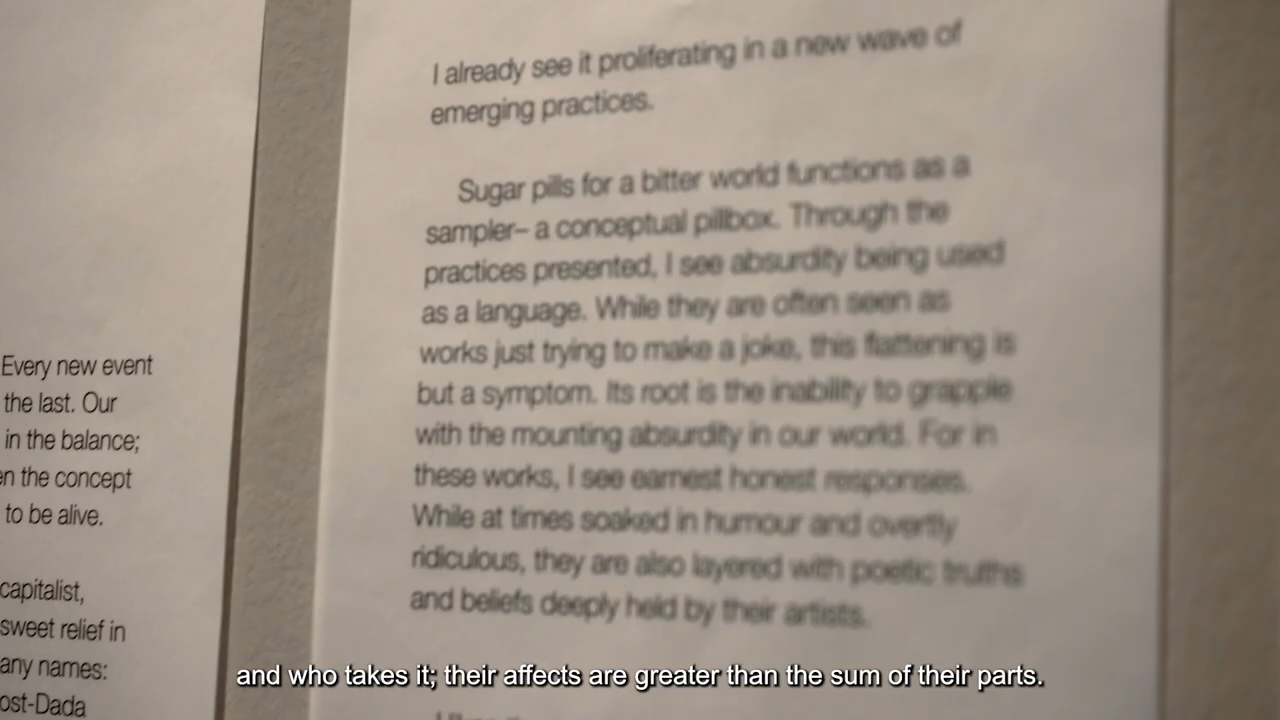 Every new event
the last. Our
in the balance;
en the concept
to be alive.
capitalist,
sweet relief in
any names:
ost-Dada
I already see it proliferating in a new wave of
emerging practices.
Sugar pills for a bitter world functions as a
sampler– a conceptual pillbox. Through the
practices presented, I see absurdity being used
as a language. While they are often seen as
works just trying to make a joke, this flattening is
but a symptom. Its root is the inability to grapple
with the mounting absurdity in our world. For in
these works, I see earnest honest responses.
While at times soaked in humour and overtly
ridiculous, they are also layered with poetic truths
and beliefs deeply held by their artists.
and who takes it; their affects are greater than the sum of their parts.